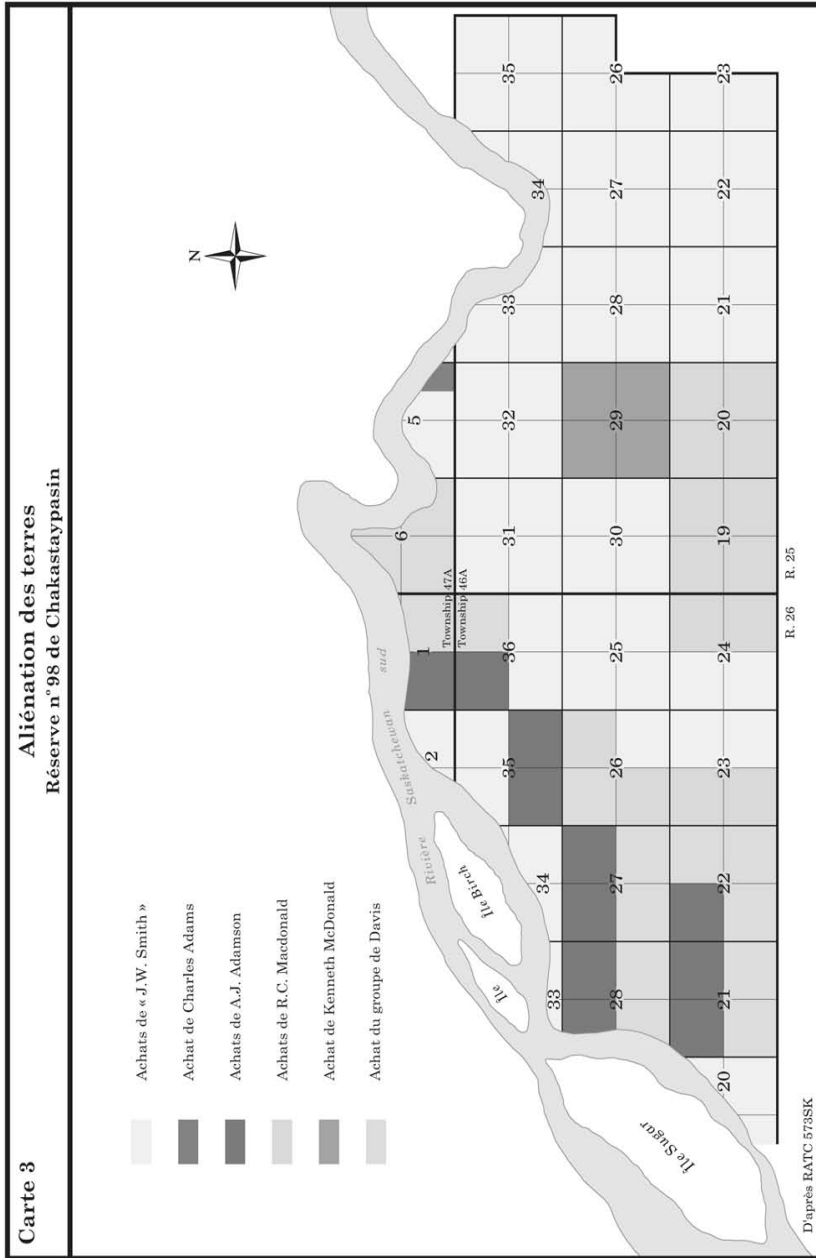 Carte 3
Aliénation des terres
Réserve n° 98 de Chakastaypasin
Achats de « J.W. Smith »
Achat de Charles Adams
Achats de A.J. Adamson
Achats de R.C. Macdonald
Achat de Kenneth McDonald
Achat du groupe de Davis
N
Rivière Saskatchewan sud
Île Birch
Île
Île Sugar
2
1
6
5
Township 47A
Township 46A
33
34
35
36
31
32
33
34
35
28
27
26
25
30
29
28
27
26
20
21
22
23
24
19
20
21
22
23
R. 26
R. 25
D'après RATC 573SK